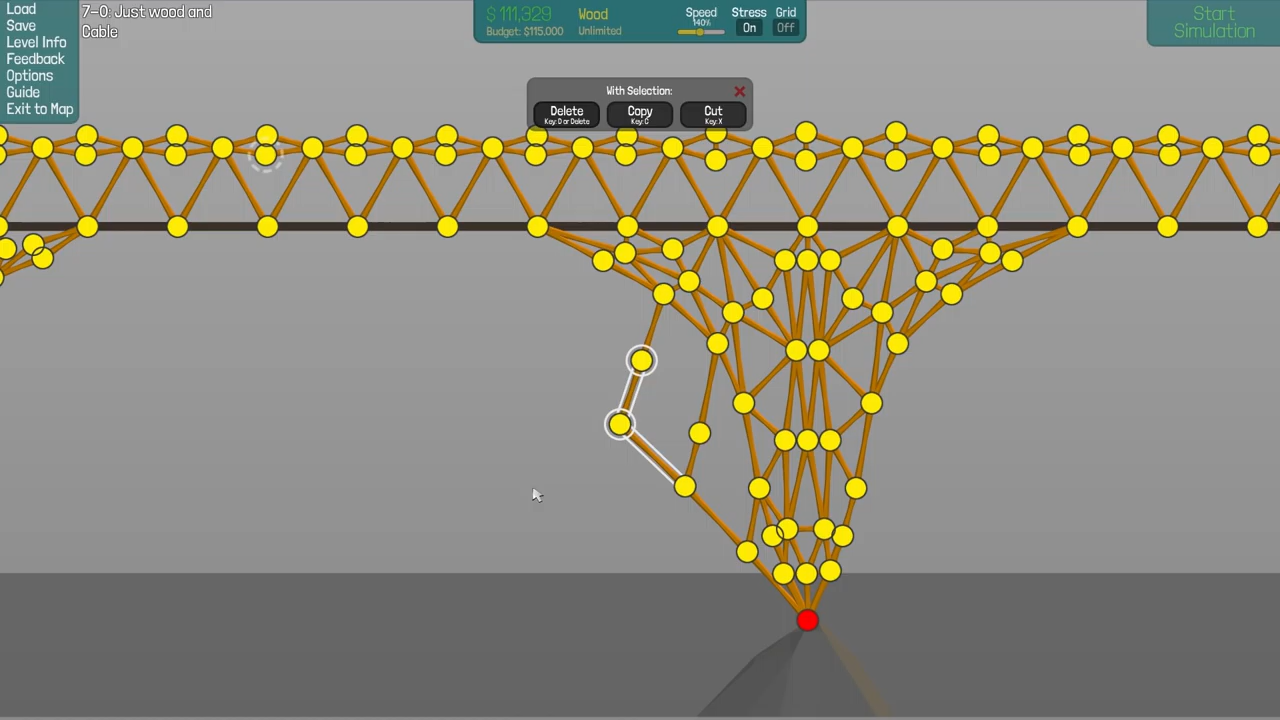 Load
Save
Level Info
Feedback
Options
Guide
Exit to Map
7-0: Just wood and
Cable
$ 111,329
Budget: $115,000
Wood
Unlimited
Speed
140%
Stress
On
Grid
Off
Start
Simulation
With Selection:
Delete
Key: D or Delete
Copy
Key: C
Cut
Key: X